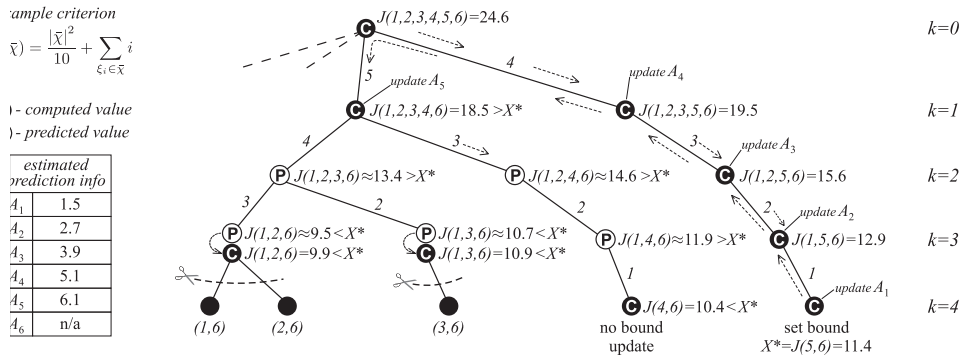 ample criterion
χ̄) = |χ̄|²/10 + ∑ i
ξᵢ∈χ̄
) - computed value
) - predicted value
estimated
prediction info
A₁ 1.5
A₂ 2.7
A₃ 3.9
A₄ 5.1
A₅ 6.1
A₆ n/a
C J(1,2,3,4,5,6)=24.6
k=0
5
4
update A₅
update A₄
C J(1,2,3,4,6)=18.5 >X*
C J(1,2,3,5,6)=19.5
k=1
4
3
3
update A₃
P J(1,2,3,6)≈13.4 >X*
P J(1,2,4,6)≈14.6 >X*
C J(1,2,5,6)=15.6
k=2
3
2
2
2
update A₂
P J(1,2,6)≈9.5 <X*
C J(1,2,6)=9.9 <X*
P J(1,3,6)≈10.7 <X*
C J(1,3,6)=10.9 <X*
P J(1,4,6)≈11.9 >X*
C J(1,5,6)=12.9
k=3
1
1
update A₁
(1,6)
(2,6)
(3,6)
C J(4,6)=10.4 <X*
no bound
update
C
set bound
X*=J(5,6)=11.4
k=4